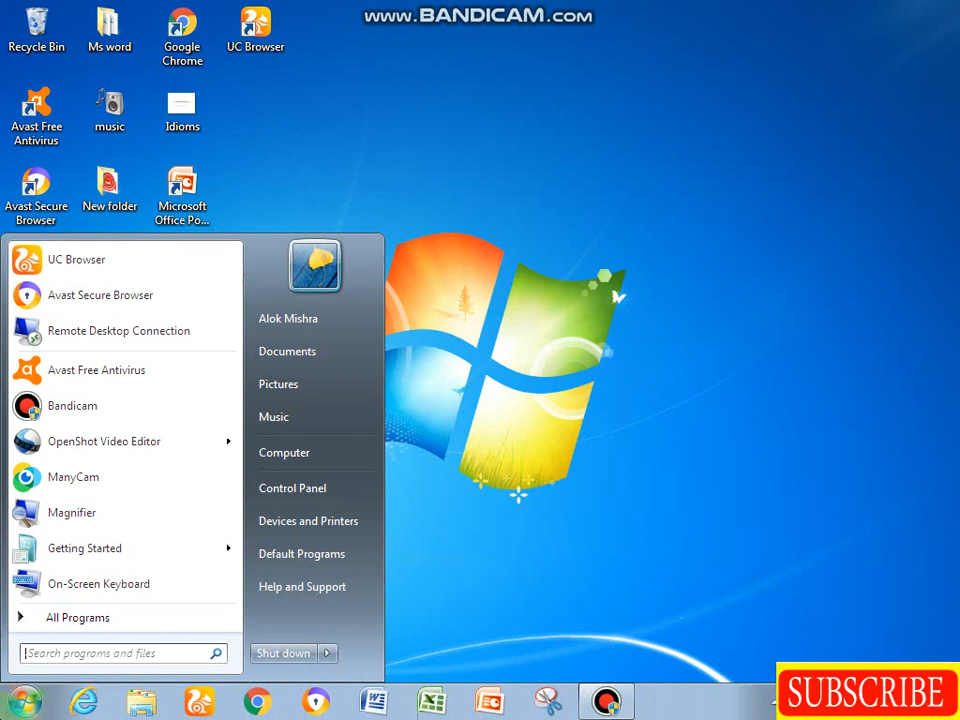 www.BANDICAM.com
Recycle Bin
Ms word
Google
Chrome
UC Browser
Avast Free
Antivirus
music
Idioms
Avast Secure
Browser
New folder
Microsoft
Office Po...
UC Browser
Avast Secure Browser
Remote Desktop Connection
Avast Free Antivirus
Bandicam
OpenShot Video Editor
ManyCam
Magnifier
Getting Started
On-Screen Keyboard
All Programs
Search programs and files
Alok Mishra
Documents
Pictures
Music
Computer
Control Panel
Devices and Printers
Default Programs
Help and Support
Shut down
SUBSCRIBE